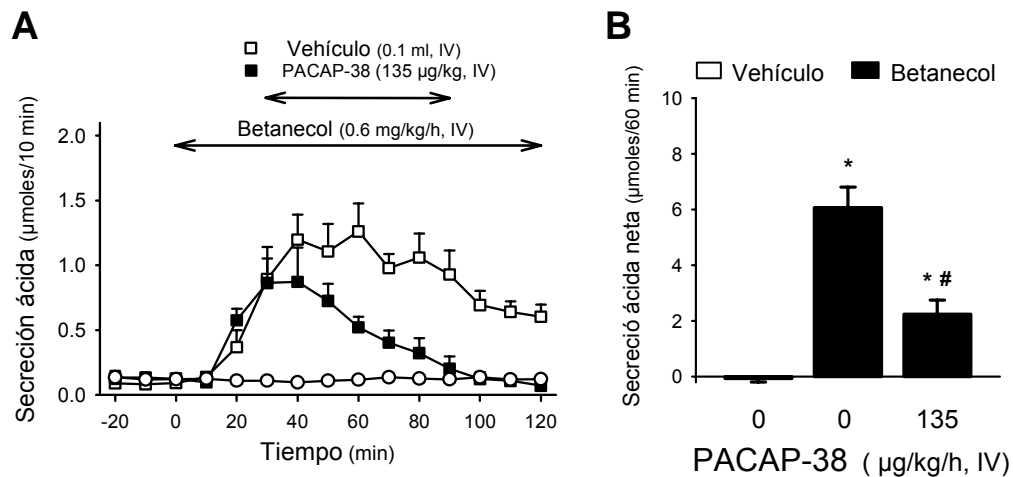 A
Vehículo (0.1 ml, IV)
PACAP-38 (135 µg/kg, IV)
Betanecol (0.6 mg/kg/h, IV)
Secreción ácida (µmoles/10 min)
2.0
1.5
1.0
0.5
0.0
-20 0 20 40 60 80 100 120
Tiempo (min)
B
Vehículo Betanecol
Secreció ácida neta (µmoles/60 min)
10
8
6
4
2
0
*
* #
0 0 135
PACAP-38 ( µg/kg/h, IV)